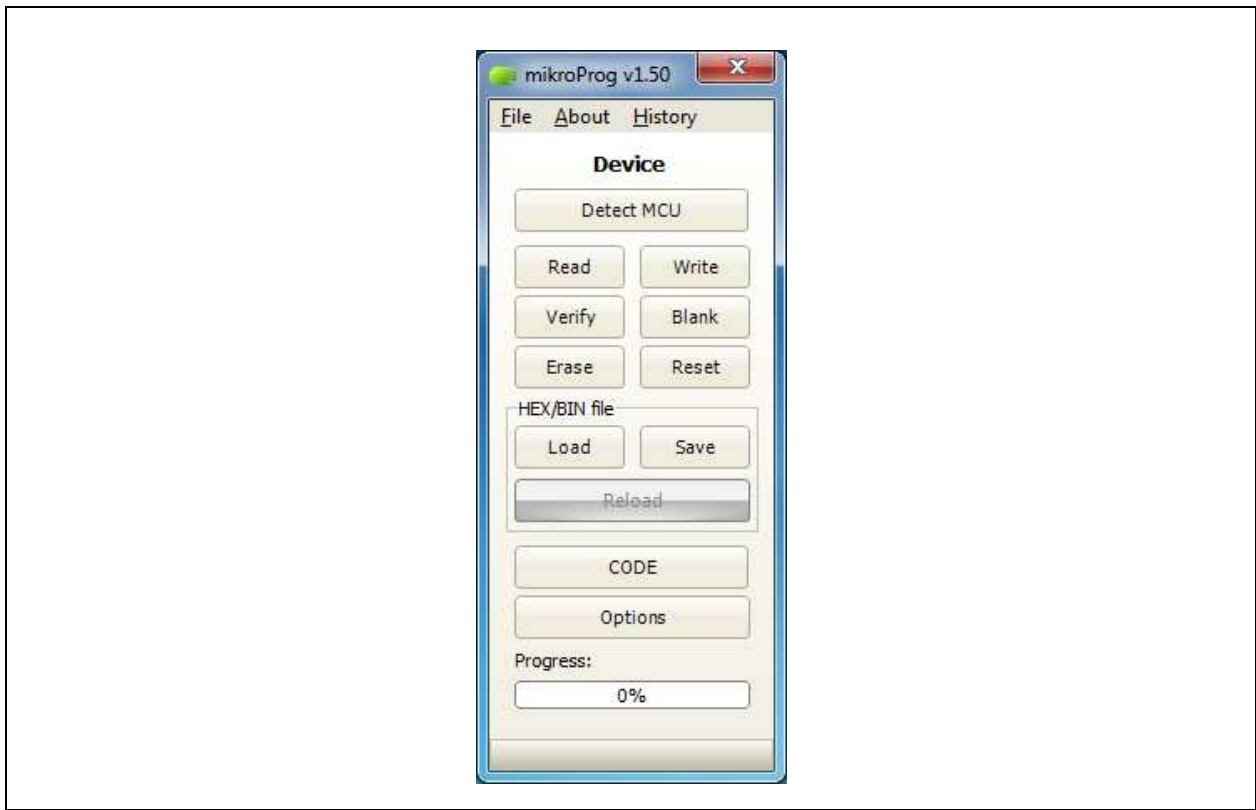 mikroProg v1.50
File About History
Device
Detect MCU
Read Write
Verify Blank
Erase Reset
HEX/BIN file
Load Save
Reload
CODE
Options
Progress:
0%